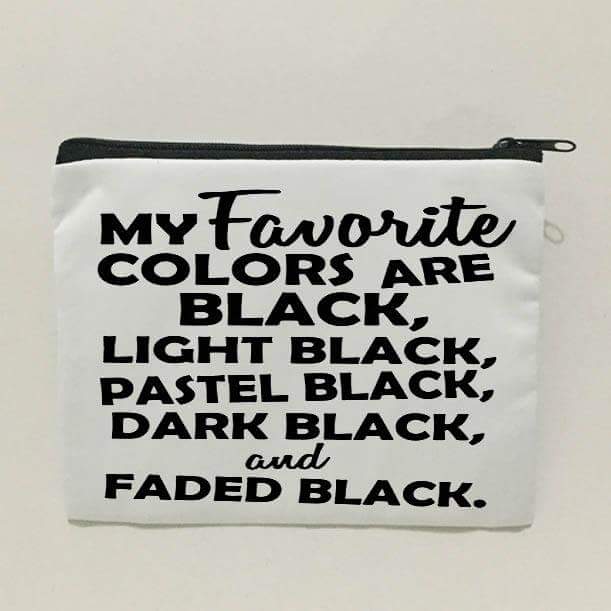 MY Favorite
COLORS ARE
BLACK,
LIGHT BLACK,
PASTEL BLACK,
DARK BLACK,
and
FADED BLACK.